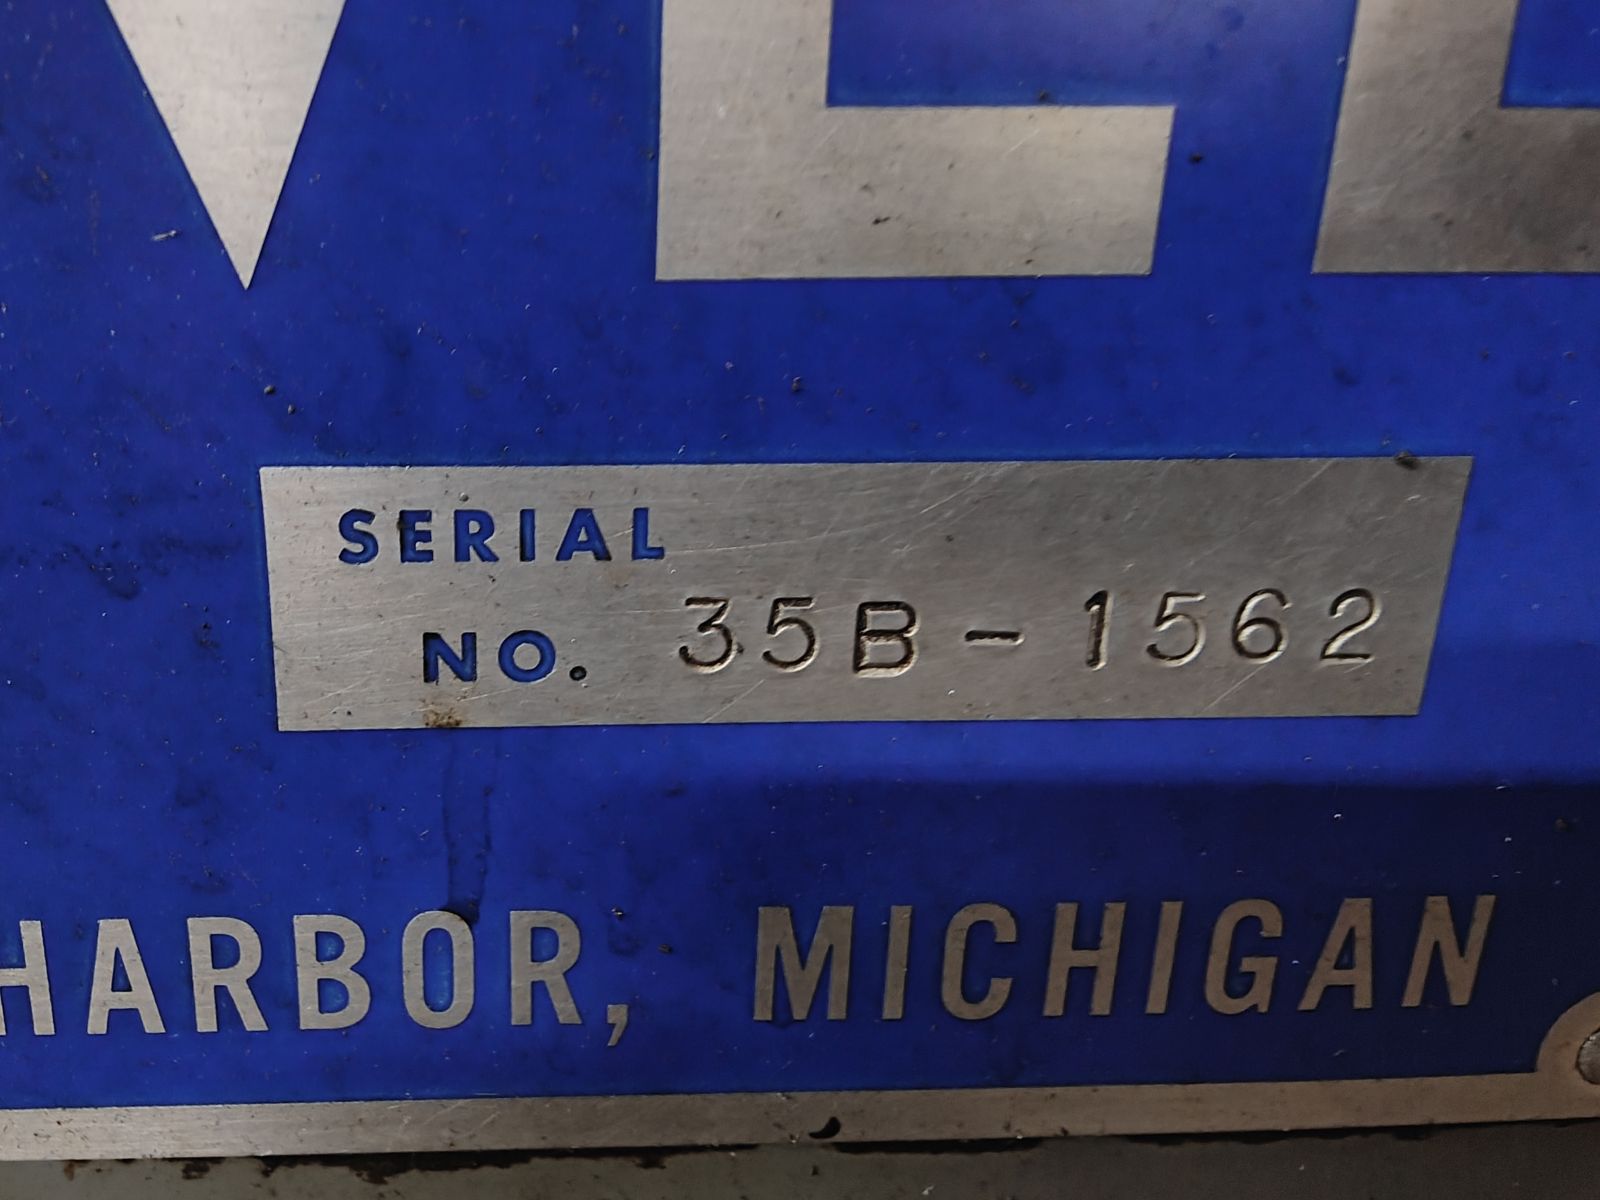 SERIAL
NO. 35B-1562
HARBOR, MICHIGAN